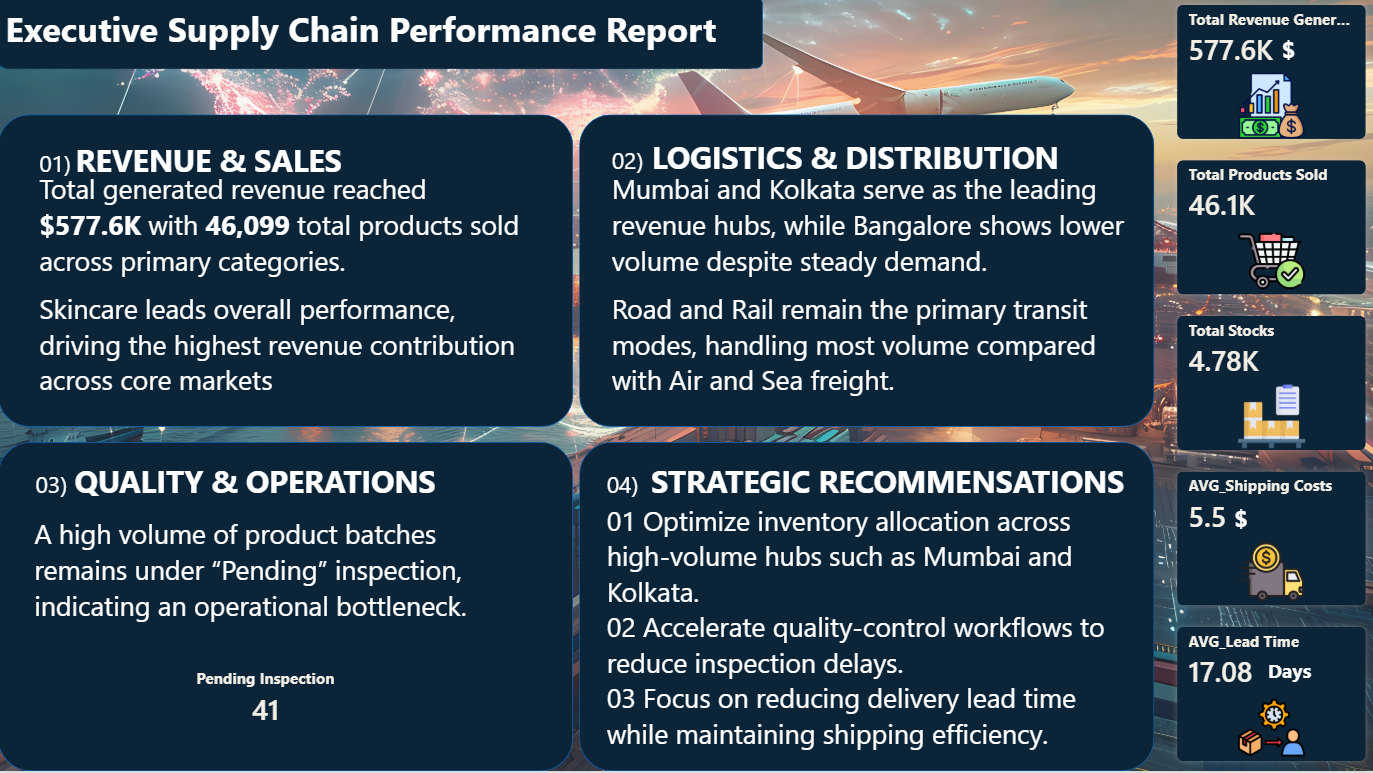 Executive Supply Chain Performance Report
01) REVENUE & SALES
Total generated revenue reached
$577.6K with 46,099 total products sold
across primary categories.
Skincare leads overall performance,
driving the highest revenue contribution
across core markets
02) LOGISTICS & DISTRIBUTION
Mumbai and Kolkata serve as the leading
revenue hubs, while Bangalore shows lower
volume despite steady demand.
Road and Rail remain the primary transit
modes, handling most volume compared
with Air and Sea freight.
03) QUALITY & OPERATIONS
A high volume of product batches
remains under “Pending” inspection,
indicating an operational bottleneck.
Pending Inspection
41
04) STRATEGIC RECOMMENSATIONS
01 Optimize inventory allocation across
high-volume hubs such as Mumbai and
Kolkata.
02 Accelerate quality-control workflows to
reduce inspection delays.
03 Focus on reducing delivery lead time
while maintaining shipping efficiency.
Total Revenue Gener...
577.6K $
Total Products Sold
46.1K
Total Stocks
4.78K
AVG_Shipping Costs
5.5 $
AVG_Lead Time
17.08 Days